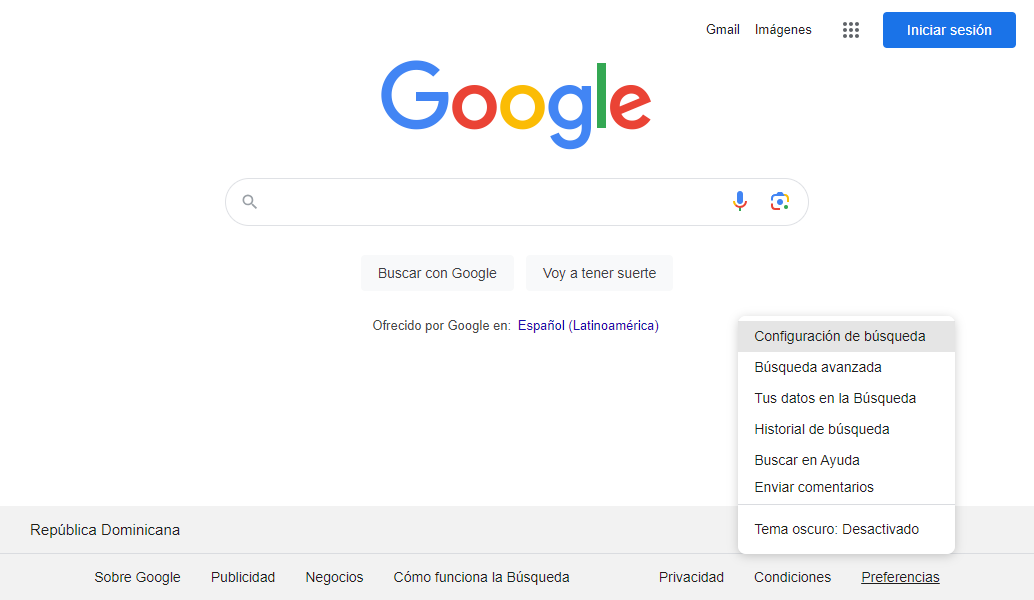 Gmail Imágenes Iniciar sesión
Google
Buscar con Google Voy a tener suerte
Ofrecido por Google en: Español (Latinoamérica)
Configuración de búsqueda
Búsqueda avanzada
Tus datos en la Búsqueda
Historial de búsqueda
Buscar en Ayuda
Enviar comentarios
Tema oscuro: Desactivado
República Dominicana
Sobre Google Publicidad Negocios Cómo funciona la Búsqueda Privacidad Condiciones Preferencias